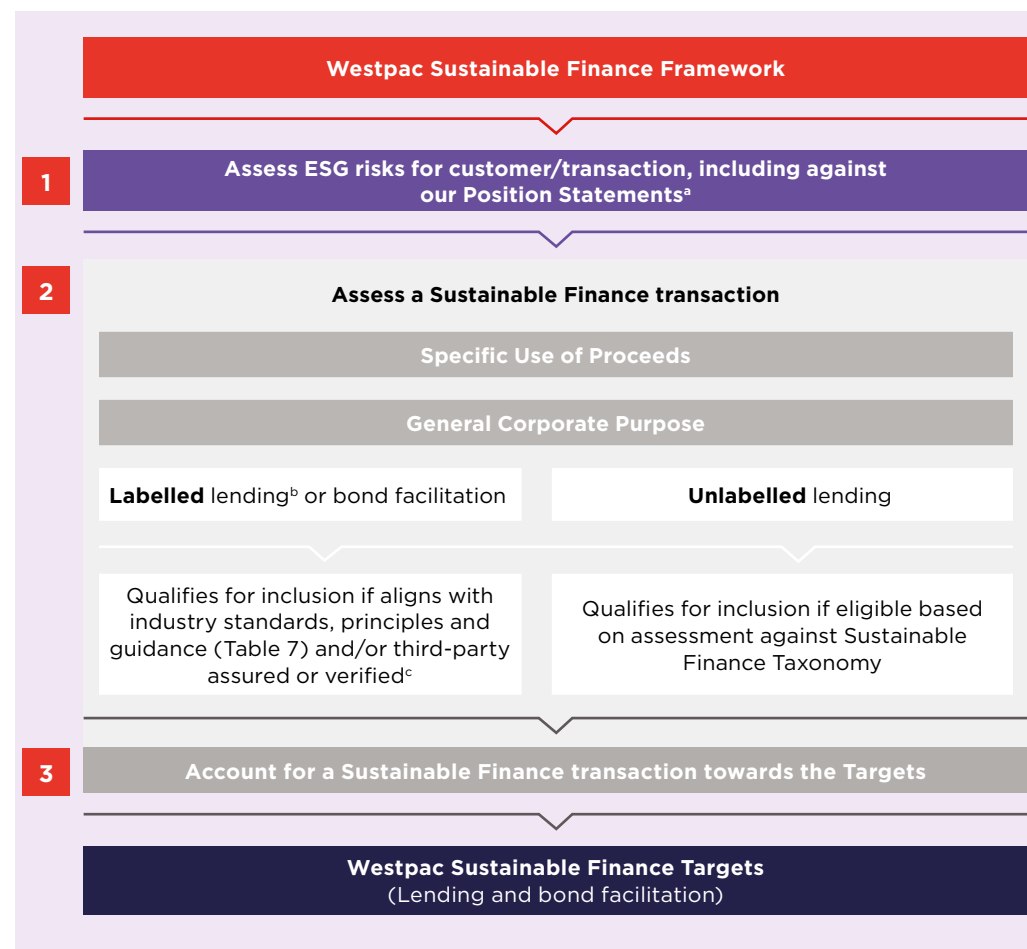 Westpac Sustainable Finance Framework
1
Assess ESG risks for customer/transaction, including against
our Position Statementsᵃ
2
Assess a Sustainable Finance transaction
Specific Use of Proceeds
General Corporate Purpose
Labelled lendingᵇ or bond facilitation
Unlabelled lending
Qualifies for inclusion if aligns with
industry standards, principles and
guidance (Table 7) and/or third-party
assured or verifiedᶜ
Qualifies for inclusion if eligible based
on assessment against Sustainable
Finance Taxonomy
3
Account for a Sustainable Finance transaction towards the Targets
Westpac Sustainable Finance Targets
(Lending and bond facilitation)